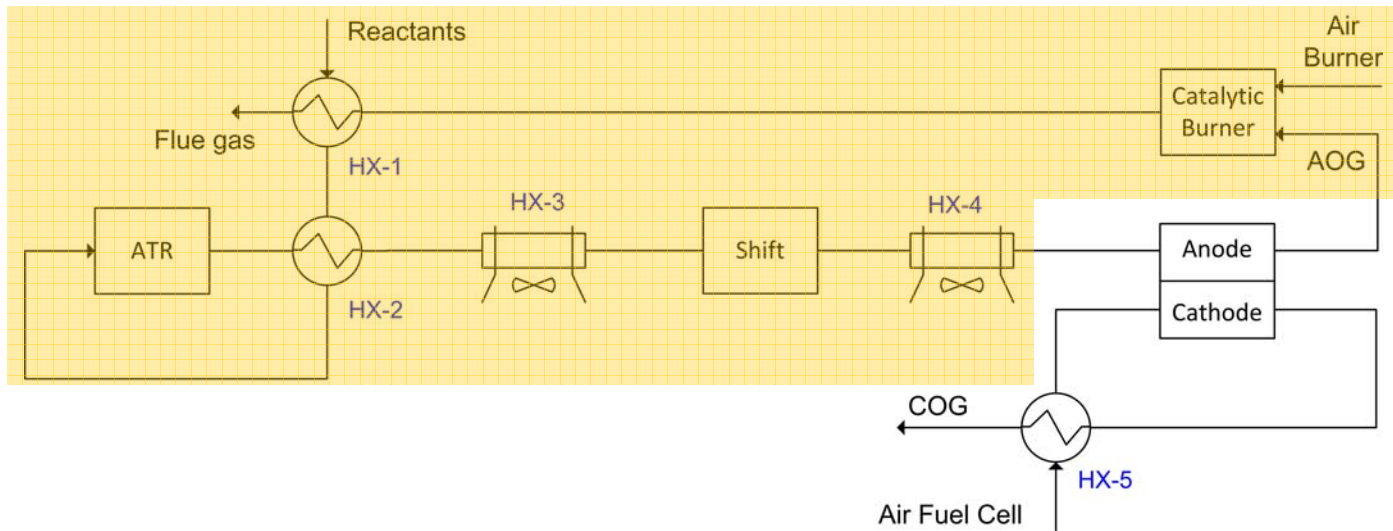 Reactants
Air
Burner
Catalytic
Burner
Flue gas
HX-1
AOG
HX-3
HX-4
ATR
Shift
Anode
HX-2
Cathode
COG
HX-5
Air Fuel Cell